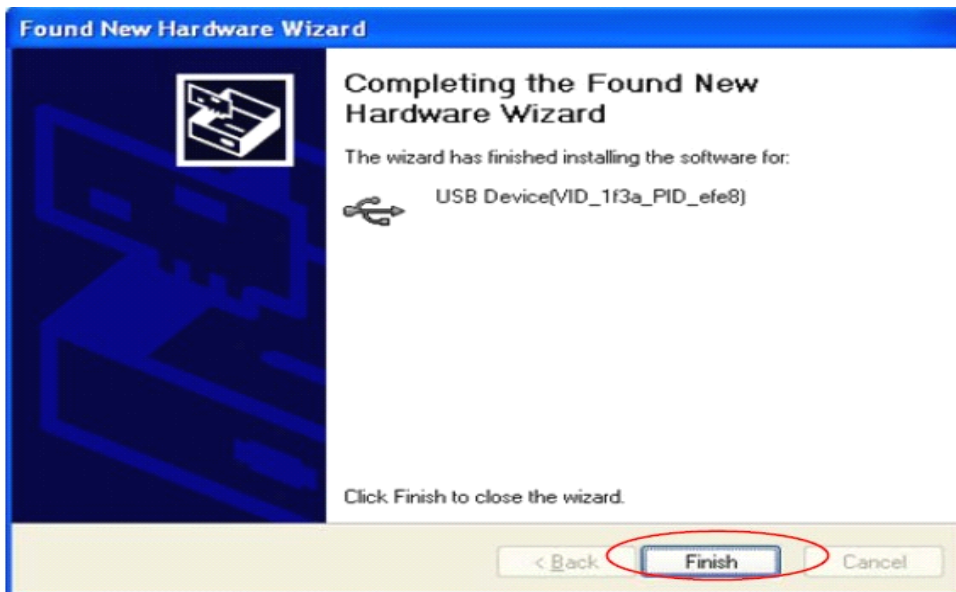 Found New Hardware Wizard
Completing the Found New
Hardware Wizard
The wizard has finished installing the software for:
USB Device(VID_1f3a_PID_efe8)
Click Finish to close the wizard.
< Back
Finish
Cancel